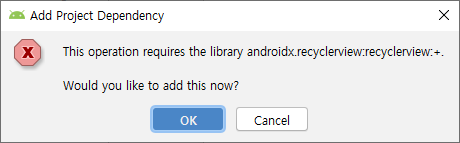 Add Project Dependency
This operation requires the library androidx.recyclerview:recyclerview:+.
Would you like to add this now?
OK
Cancel